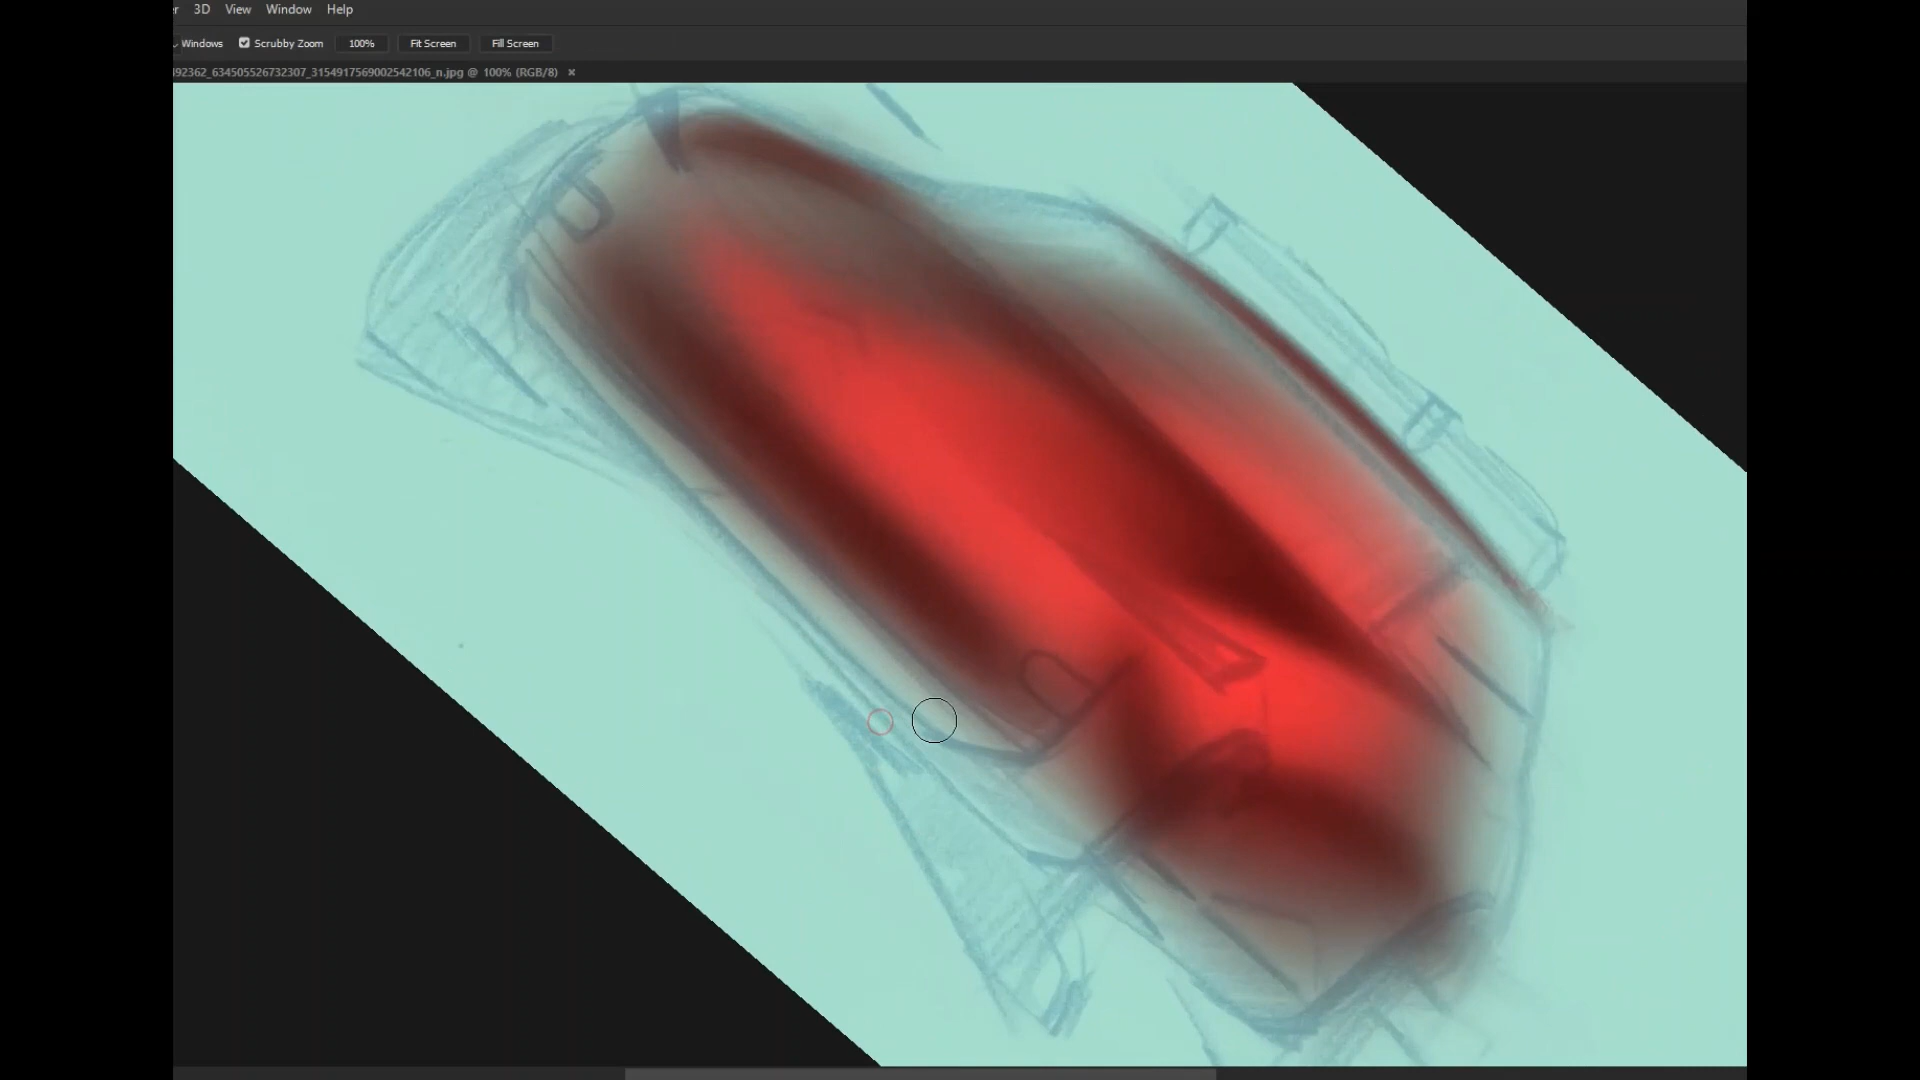 3D View Window Help
Windows Scrubby Zoom 100% Fit Screen Fill Screen
92362_634505526732307_3154917569002542106_n.jpg @ 100% (RGB/8) ×